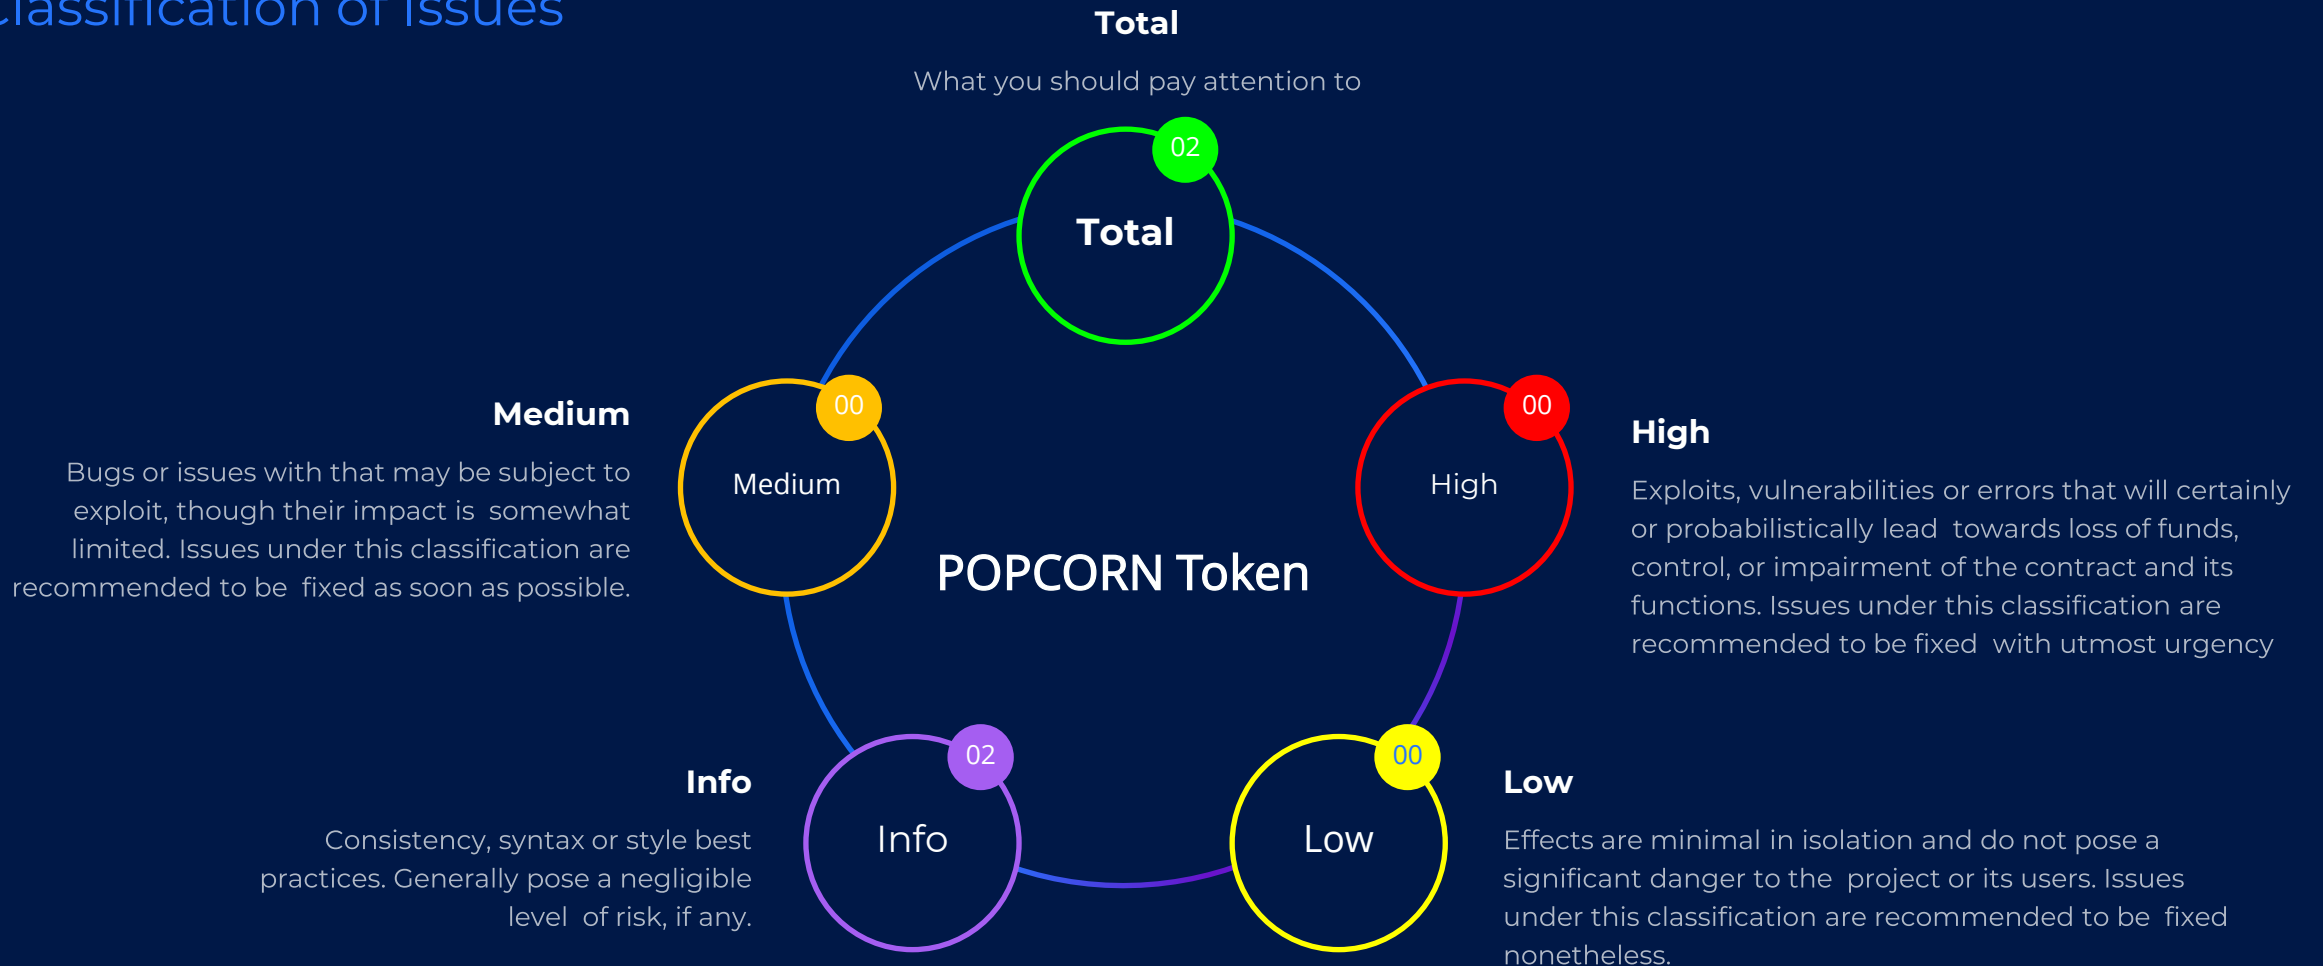 Classification of Issues
Total
What you should pay attention to
02
Total
Medium
Bugs or issues with that may be subject to
exploit, though their impact is  somewhat
limited. Issues under this classification are
recommended to be  fixed as soon as possible.
00
Medium
00
High
High
Exploits, vulnerabilities or errors that will certainly
or probabilistically lead  towards loss of funds,
control, or impairment of the contract and its
functions. Issues under this classification are
recommended to be fixed  with utmost urgency
POPCORN Token
Info
Consistency, syntax or style best
practices. Generally pose a negligible
level  of risk, if any.
02
Info
00
Low
Low
Effects are minimal in isolation and do not pose a
significant danger to the  project or its users. Issues
under this classification are recommended to be  fixed
nonetheless.